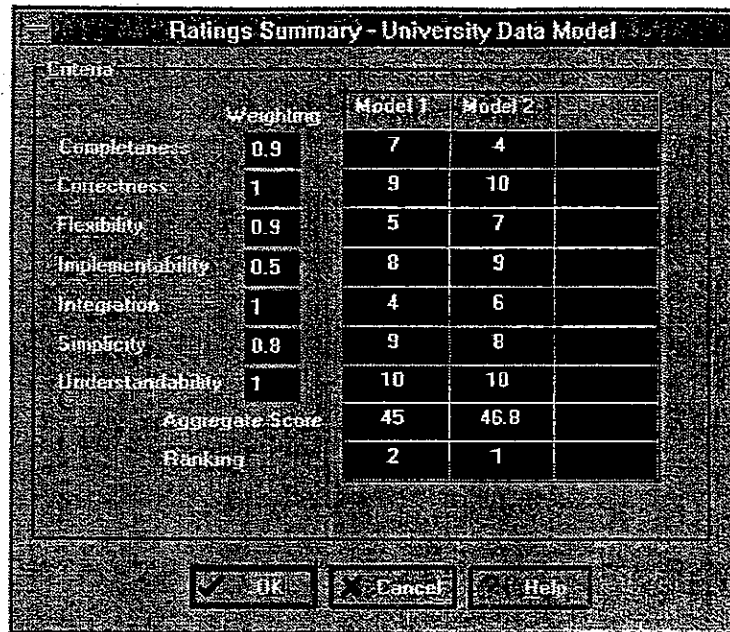 Ratings Summary - University Data Model
Criteria
Weighting Model 1 Model 2
Completeness 0.9 7 4
Correctness 1 9 10
Flexibility 0.9 5 7
Implementability 0.5 8 9
Integration 1 4 6
Simplicity 0.8 9 8
Understandability 1 10 10
Aggregate Score 45 46.8
Ranking 2 1
OK Cancel ? Help